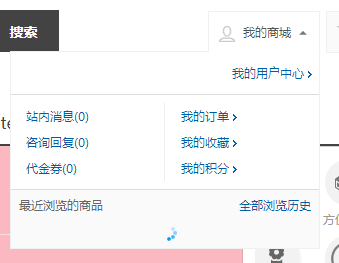 搜索
我的商城
我的用户中心
站内消息(0)
我的订单
咨询回复(0)
我的收藏
代金券(0)
我的积分
最近浏览的商品
全部浏览历史
te